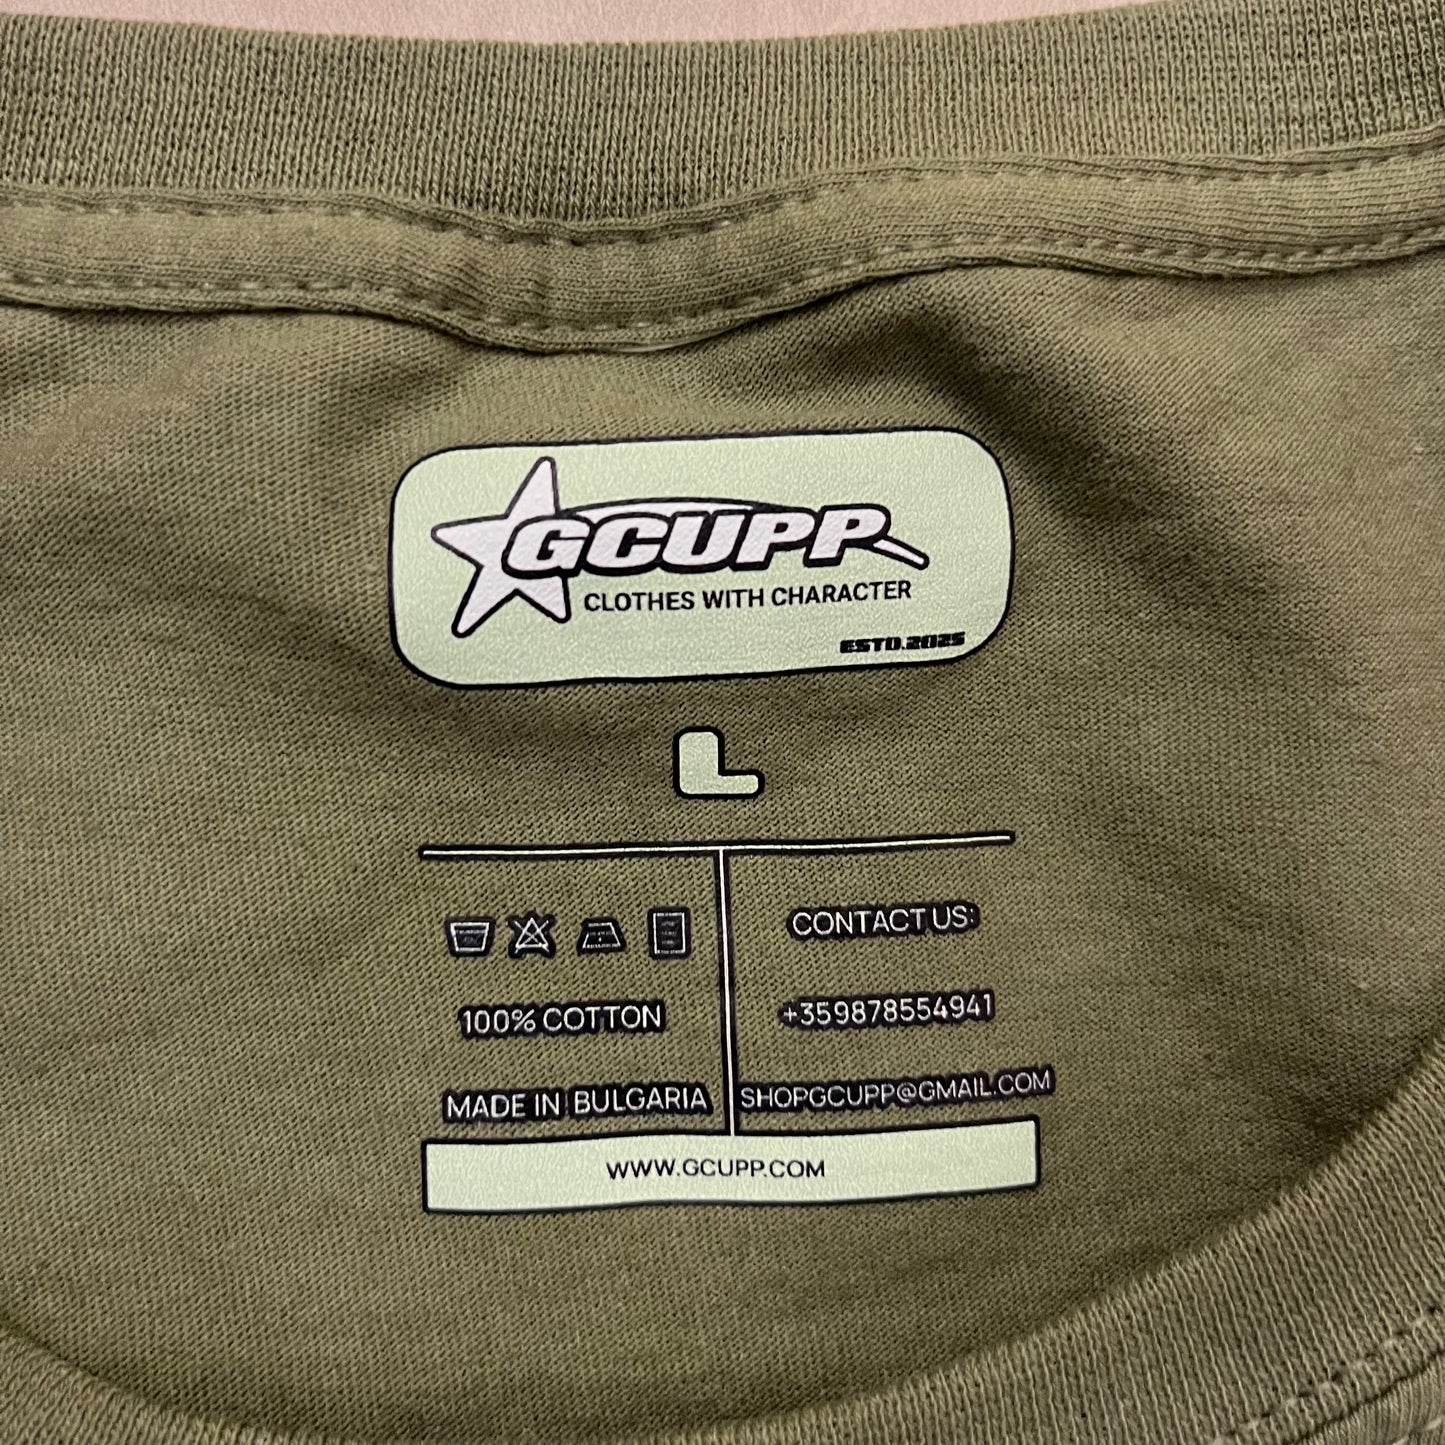 GCUPP
CLOTHES WITH CHARACTER
ESTD.2025
L
100% COTTON
MADE IN BULGARIA
CONTACT US:
+359878554941
SHOPGCUPP@GMAIL.COM
WWW.GCUPP.COM